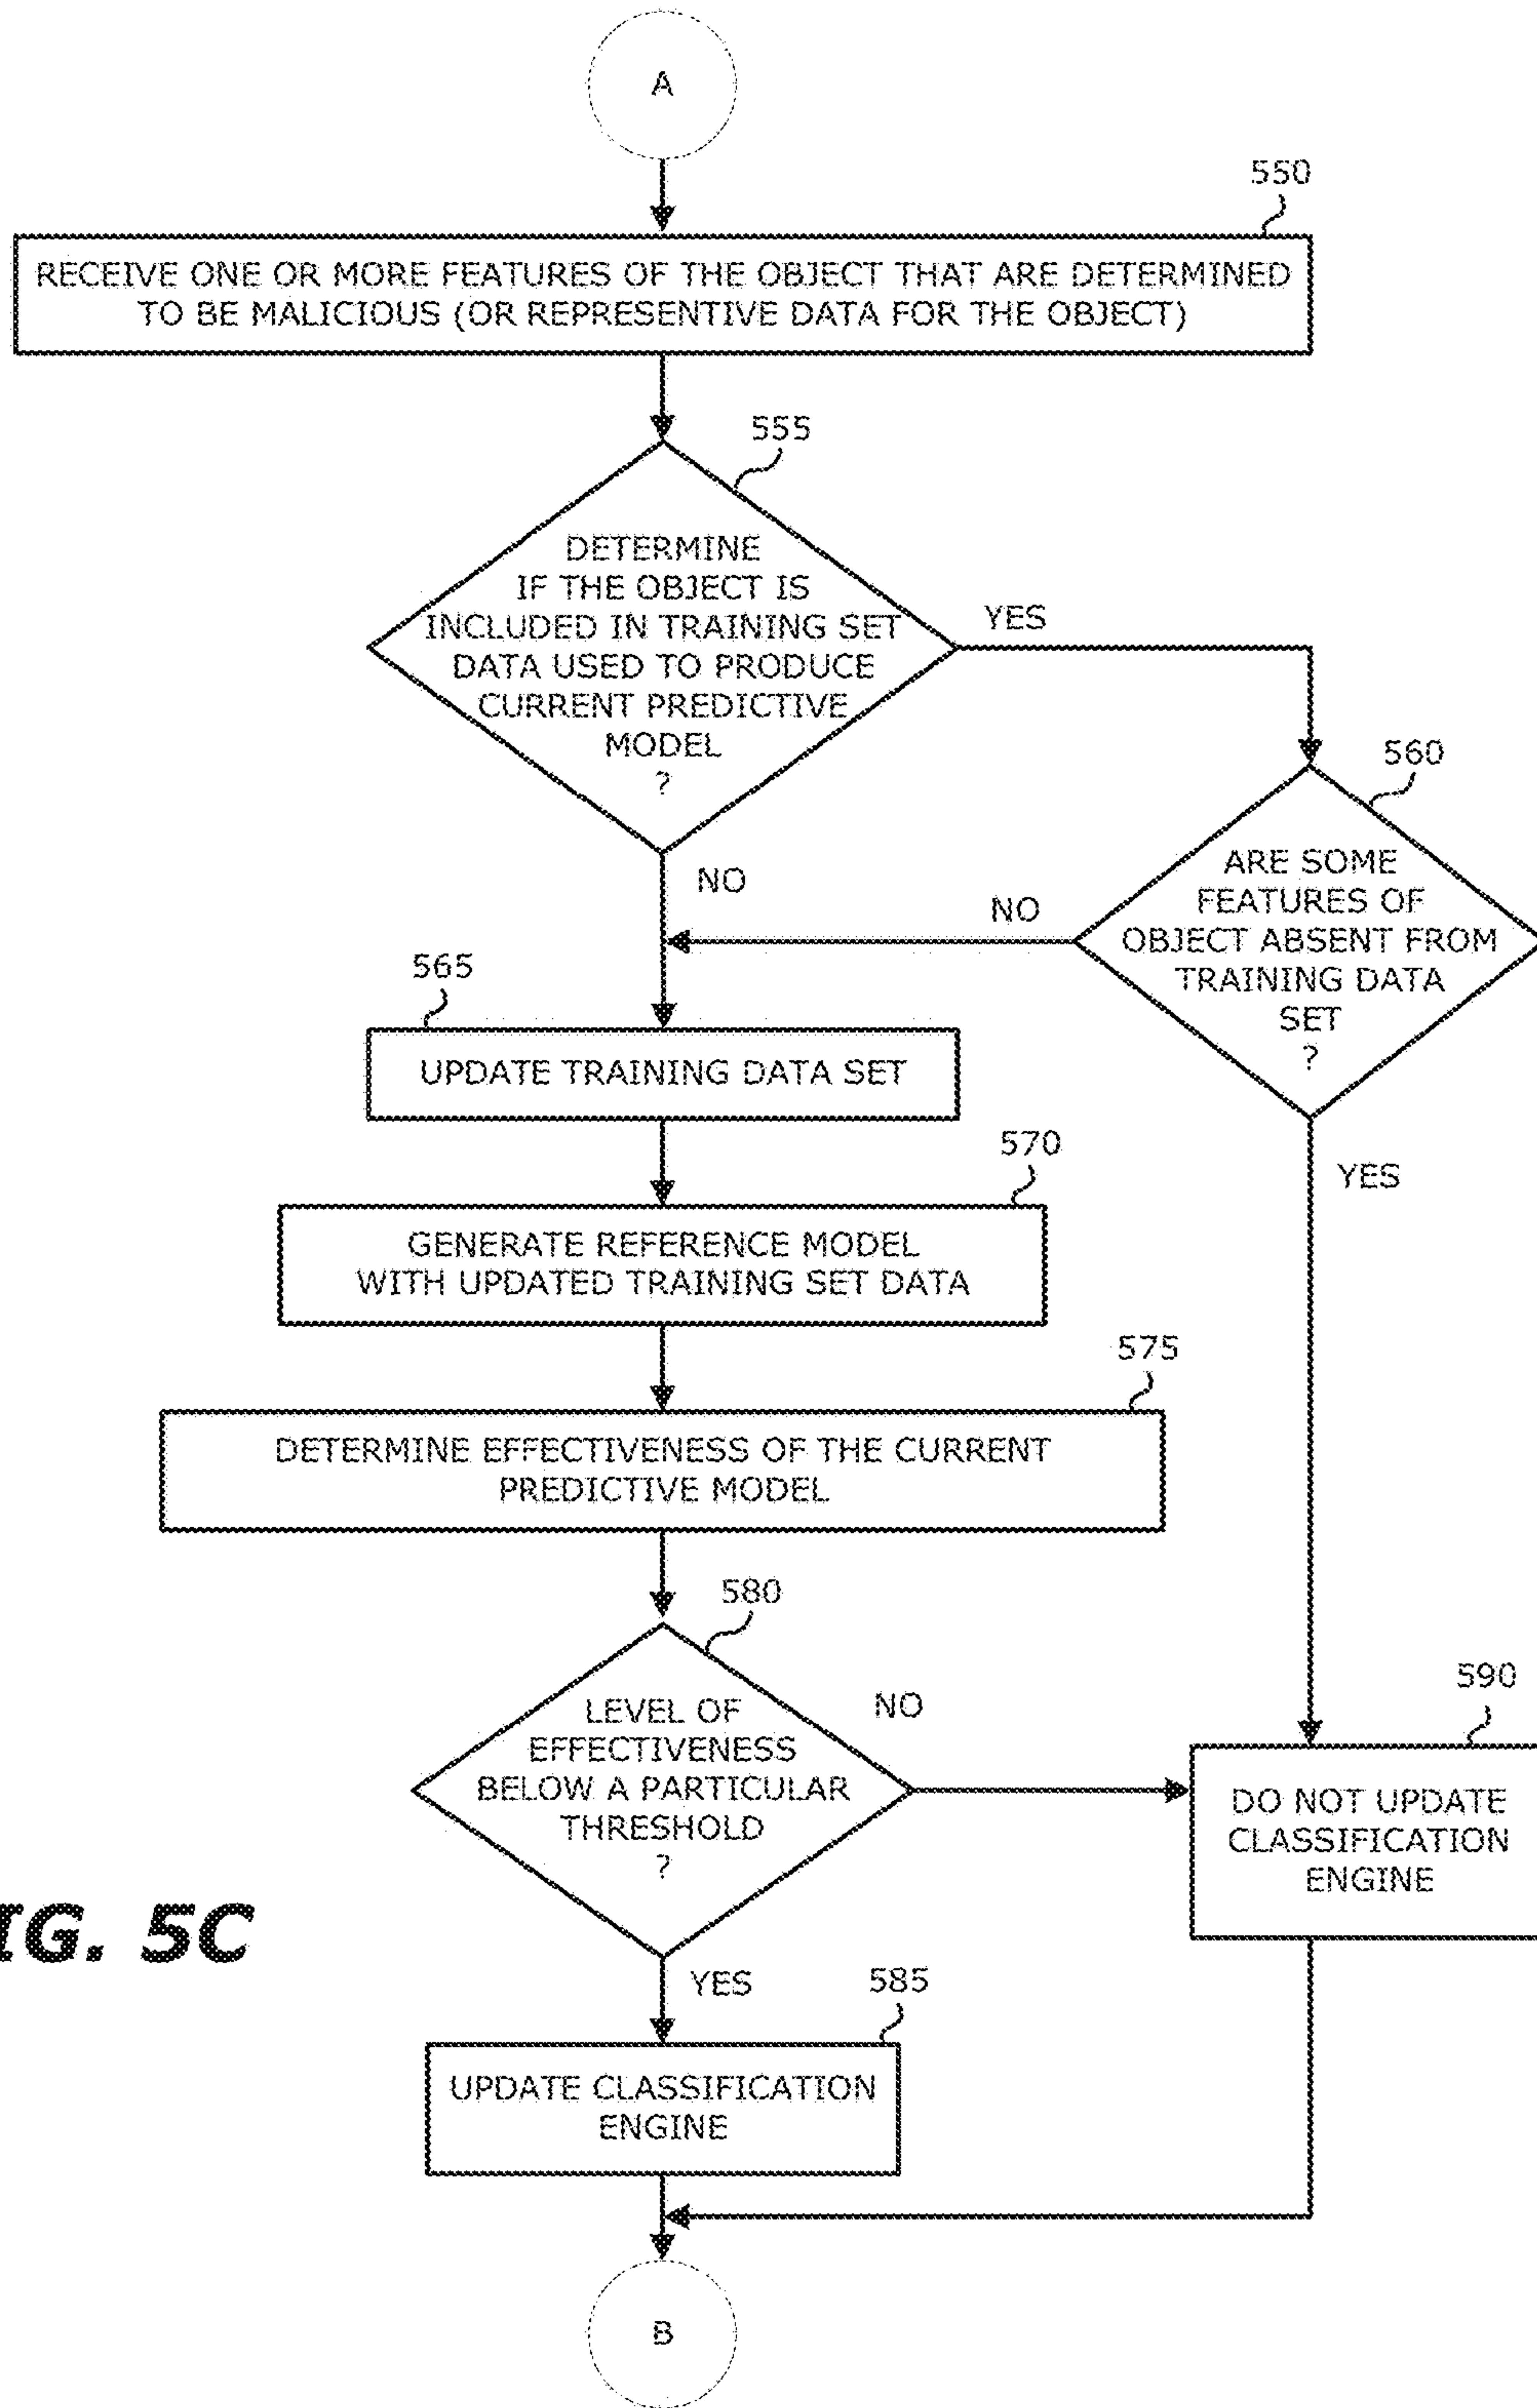 A
550
RECEIVE ONE OR MORE FEATURES OF THE OBJECT THAT ARE DETERMINED
TO BE MALICIOUS (OR REPRESENTIVE DATA FOR THE OBJECT)
555
DETERMINE
IF THE OBJECT IS
INCLUDED IN TRAINING SET
DATA USED TO PRODUCE
CURRENT PREDICTIVE
MODEL
?
YES
NO
560
ARE SOME
FEATURES OF
OBJECT ABSENT FROM
TRAINING DATA
SET
?
NO
YES
565
UPDATE TRAINING DATA SET
570
GENERATE REFERENCE MODEL
WITH UPDATED TRAINING SET DATA
575
DETERMINE EFFECTIVENESS OF THE CURRENT
PREDICTIVE MODEL
580
LEVEL OF
EFFECTIVENESS
BELOW A PARTICULAR
THRESHOLD
?
NO
YES
590
DO NOT UPDATE
CLASSIFICATION
ENGINE
585
UPDATE CLASSIFICATION
ENGINE
B
IG. 5C